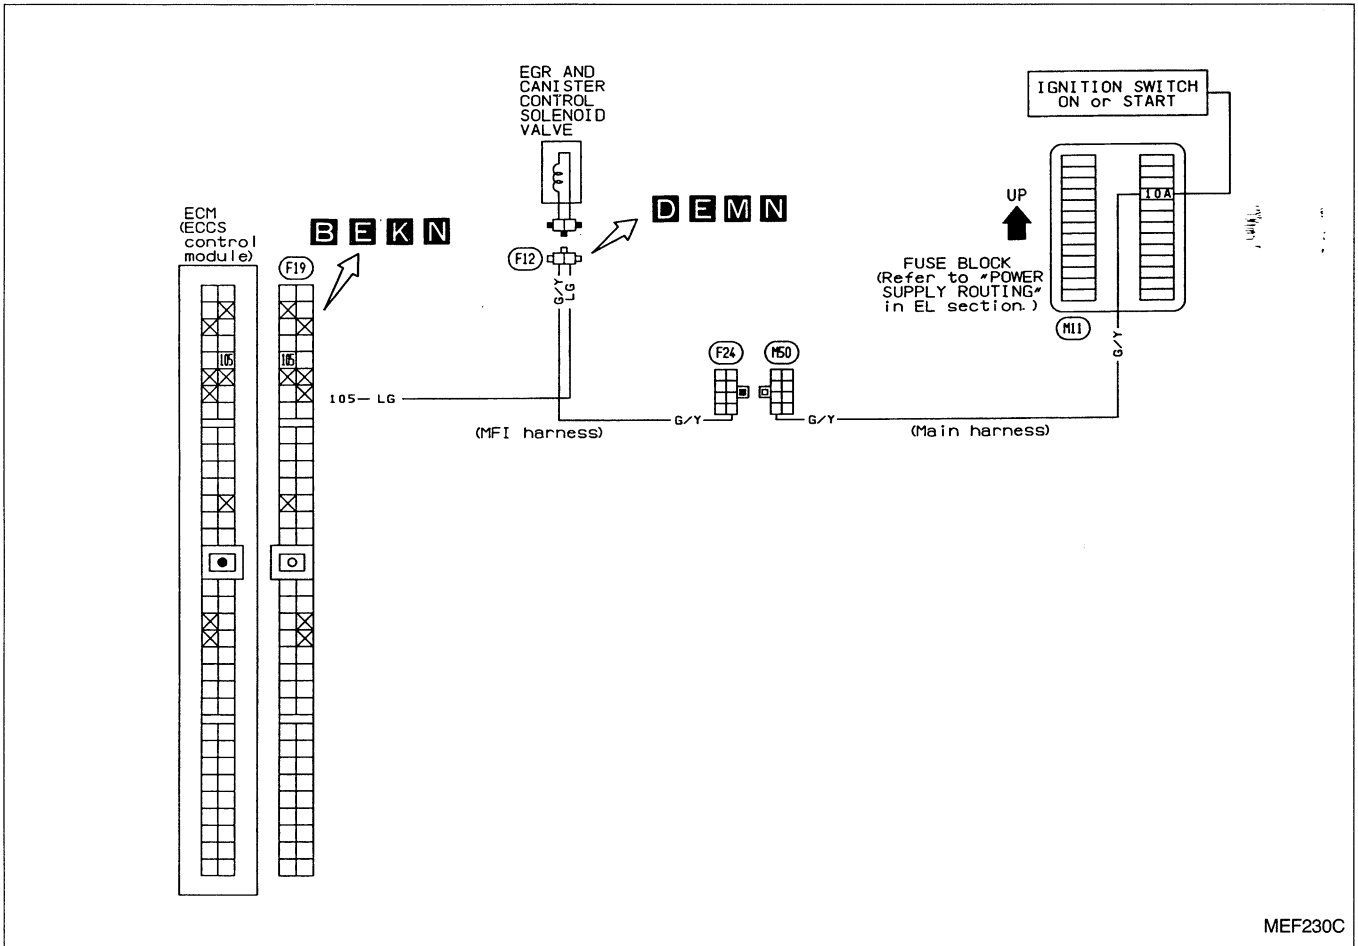 EGR AND
CANISTER
CONTROL
SOLENOID
VALVE
IGNITION SWITCH
ON or START
10A
UP
FUSE BLOCK
(Refer to "POWER
SUPPLY ROUTING"
in EL section.)
M11
G/Y
ECM
(ECCS
control
module)
B E K N
F19
D E M N
F12
G/Y
LG
105
105
105- LG
F24
M50
G/Y
G/Y
(MFI harness)
(Main harness)
MEF230C